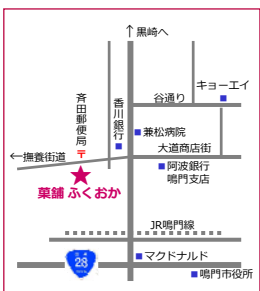 ↑黒崎へ
キョーエイ
谷通り
斉田郵便局
〒
香川銀行
兼松病院
大道商店街
←撫養街道
阿波銀行
鳴門支店
菓舗 ふくおか
JR鳴門線
28
マクドナルド
鳴門市役所